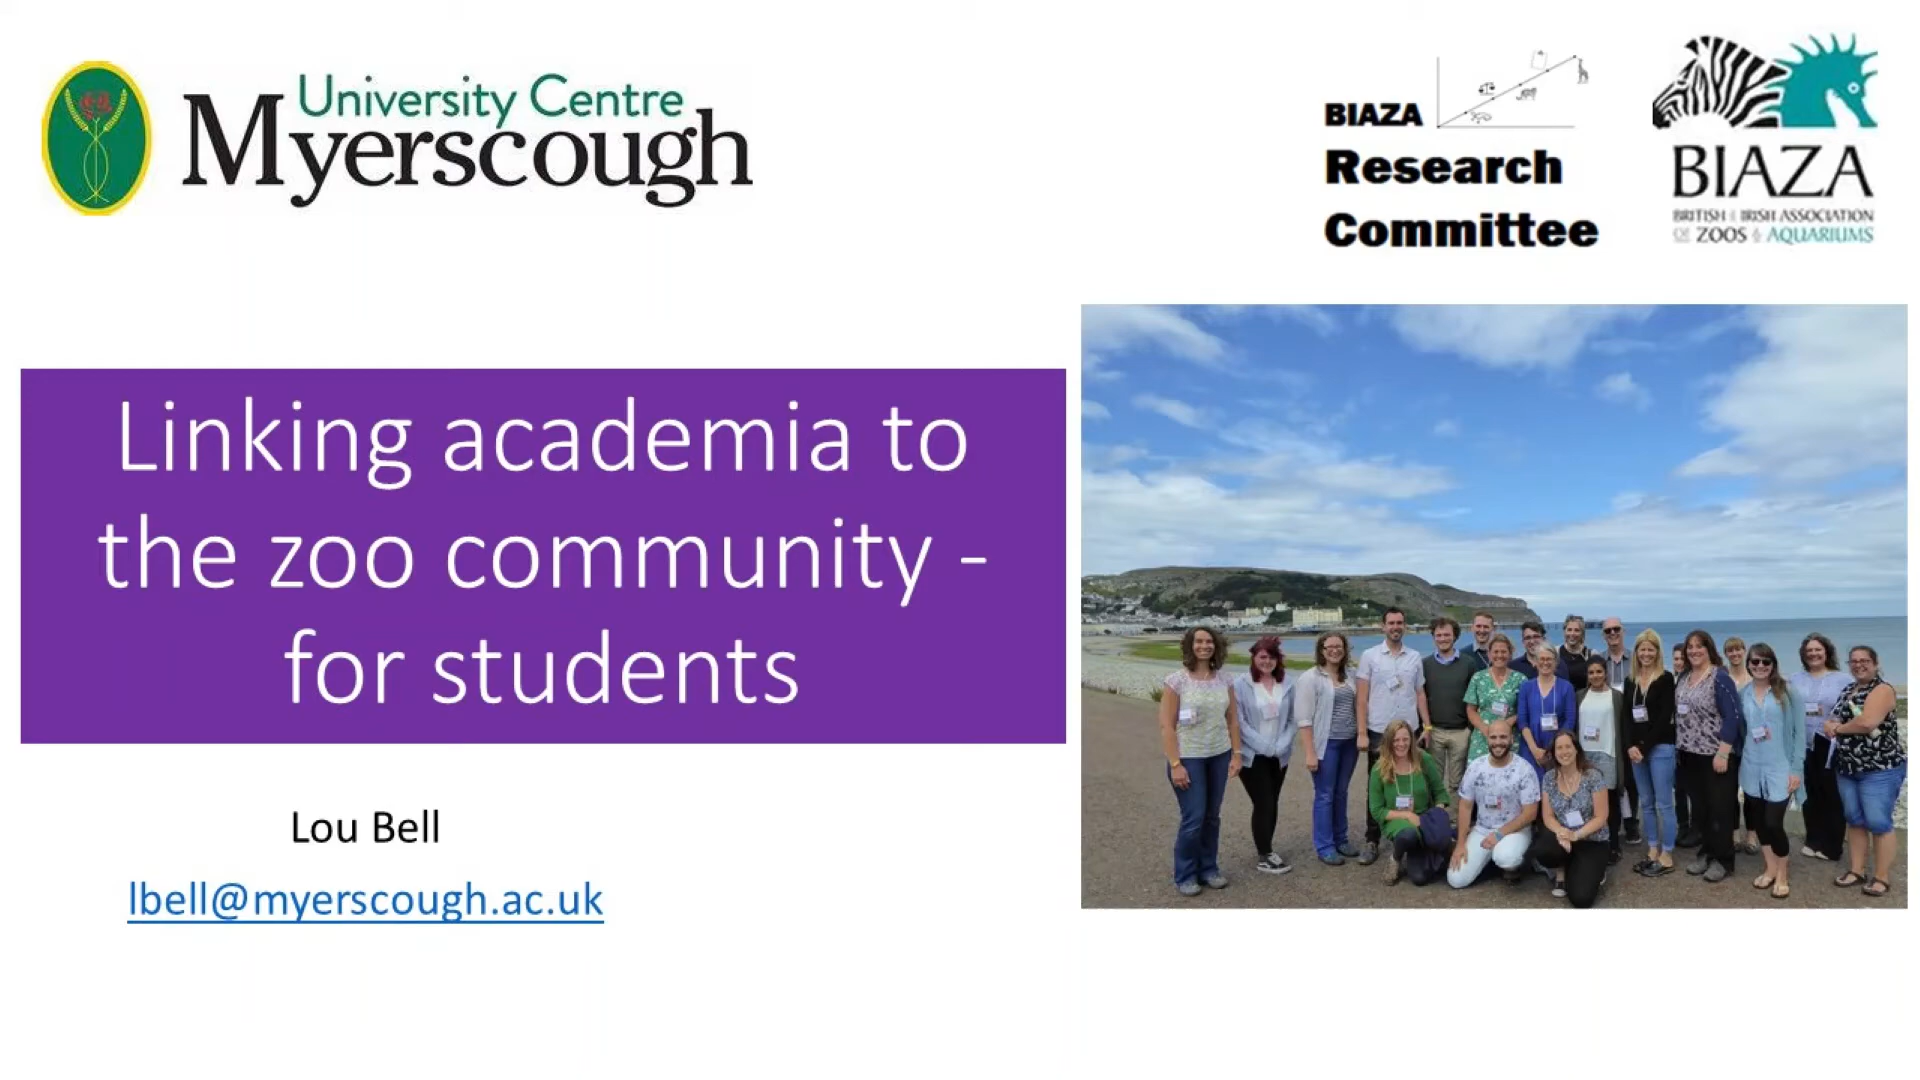 University Centre
Myerscough
BIAZA
Research
Committee
BIAZA
BRITISH & IRISH ASSOCIATION
OF ZOOS & AQUARIUMS
Linking academia to
the zoo community -
for students
Lou Bell
lbell@myerscough.ac.uk